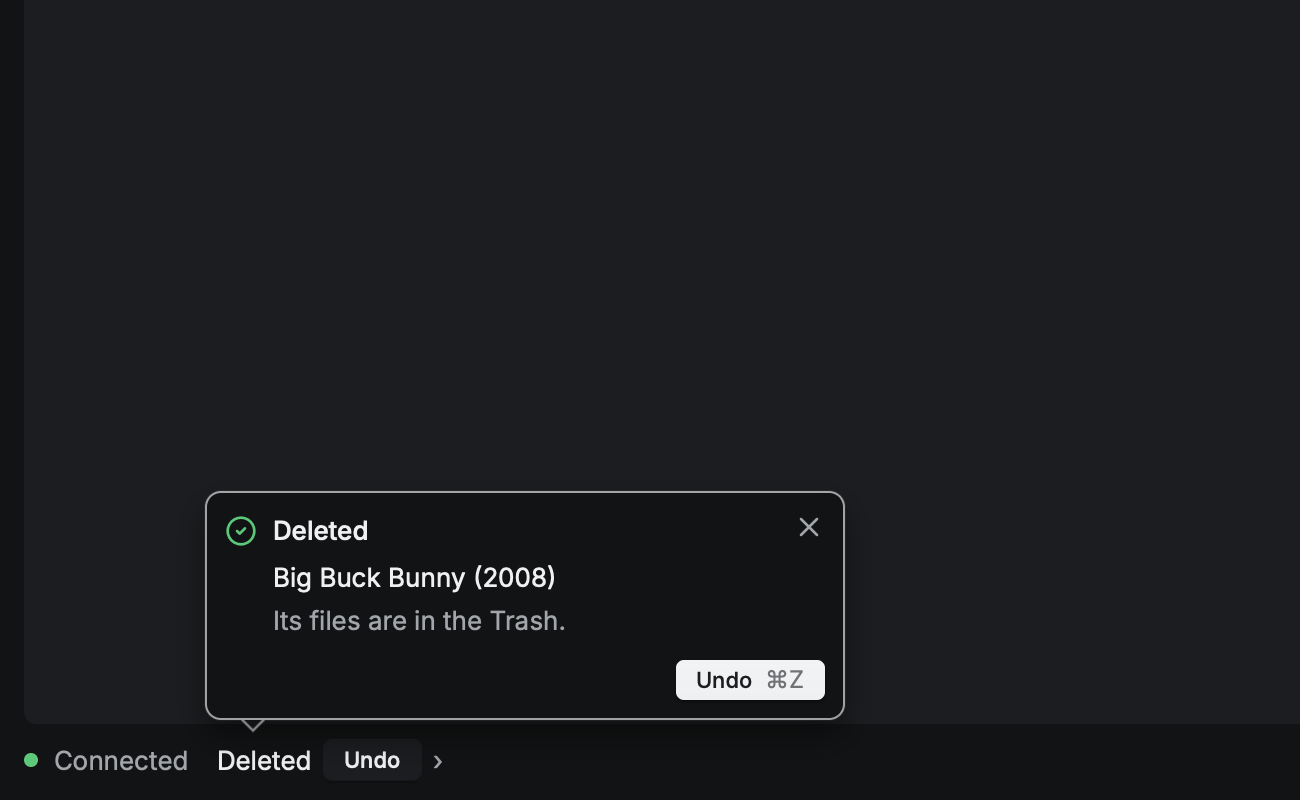 Deleted
Big Buck Bunny (2008)
Its files are in the Trash.
Undo ⌘Z
Connected Deleted Undo ›